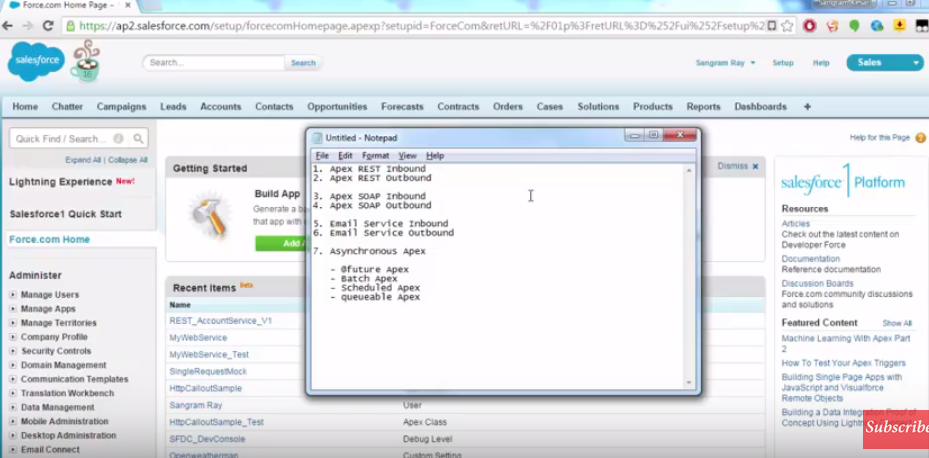 Force.com Home Page -
https://ap2.salesforce.com/setup/forcecomHomepage.apexp?setupid=ForceCom&retURL=%2F01p%3FretURL%3D%252Fui%252Fsetup%2
salesforce
16
Search...
Search
Sangram Ray
Setup
Help
Sales
Home
Chatter
Campaigns
Leads
Accounts
Contacts
Opportunities
Forecasts
Contracts
Orders
Cases
Solutions
Products
Reports
Dashboards
+
Quick Find / Search...
Expand All | Collapse All
Lightning Experience New!
Salesforce1 Quick Start
Force.com Home
Administer
Manage Users
Manage Apps
Manage Territories
Company Profile
Security Controls
Domain Management
Communication Templates
Translation Workbench
Data Management
Mobile Administration
Desktop Administration
Email Connect
Getting Started
Dismiss
Build App
Generate a
that app with
Add
Recent Items Beta
Name
REST_AccountService_V1
MyWebService
MyWebService_Test
SingleRequestMock
HttpCalloutSample
Sangram Ray
User
HttpCalloutSample_Test
Apex Class
SFDC_DevConsole
Debug Level
Openweatherman
Custom Setting
Untitled - Notepad
File Edit Format View Help
1. Apex REST Inbound
2. Apex REST Outbound
3. Apex SOAP Inbound
4. Apex SOAP Outbound
5. Email Service Inbound
6. Email Service Outbound
7. Asynchronous Apex
- @future Apex
- Batch Apex
- Scheduled Apex
- queueable Apex
Help for this Page
salesforce1 Platform
Resources
Articles
Check out the latest content on
Developer Force
Documentation
Reference documentation
Discussion Boards
Force.com community discussions
and solutions
Featured Content
Show All
Machine Learning With Apex Part
2
How To Test Your Apex Triggers
Building Single Page Apps with
JavaScript and Visualforce
Remote Objects
Building a Data Integration Proof of
Concept Using Lightn
Subscribe